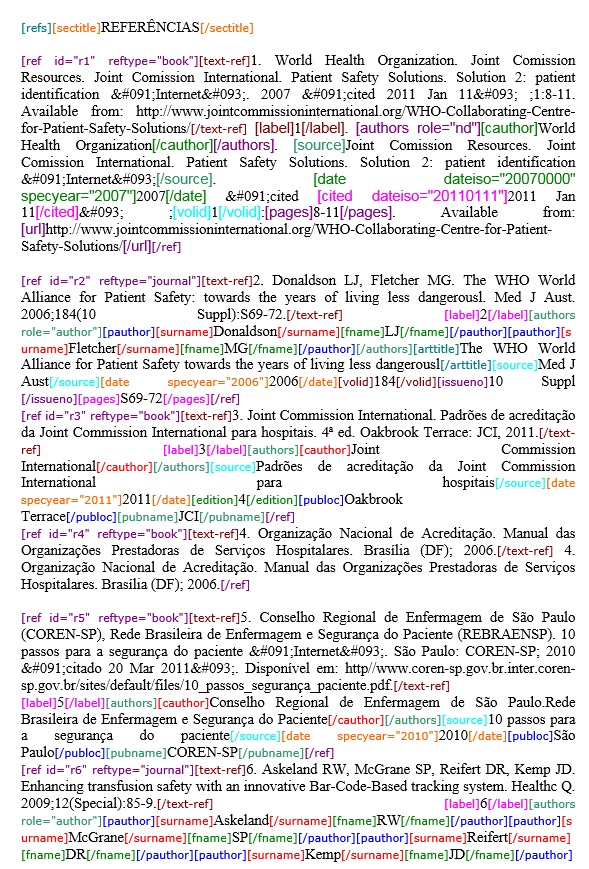 [refs][sectitle]REFERÊNCIAS[/sectitle]
[ref id="r1" reftype="book"][text-ref]1. World Health Organization. Joint Comission
Resources. Joint Comission International. Patient Safety Solutions. Solution 2: patient
identification &#091;Internet&#093;. 2007 &#091;cited 2011 Jan 11&#093; ;1:8-11.
Available from: http://www.jointcommissioninternational.org/WHO-Collaborating-Centre-
for-Patient-Safety-Solutions/[/text-ref] [label]1[/label]. [authors role="nd"][cauthor]World
Health Organization[/cauthor][/authors]. [source]Joint Comission Resources. Joint
Comission International. Patient Safety Solutions. Solution 2: patient identification
&#091;Internet&#093;[/source]. [date dateiso="20070000"
specyear="2007"]2007[/date] &#091;cited [cited dateiso="20110111"]2011 Jan
11[/cited]&#093; ;[volid]1[/volid]:[pages]8-11[/pages]. Available from:
[url]http://www.jointcommissioninternational.org/WHO-Collaborating-Centre-for-Patient-
Safety-Solutions/[/url][/ref]
[ref id="r2" reftype="journal"][text-ref]2. Donaldson LJ, Fletcher MG. The WHO World
Alliance for Patient Safety: towards the years of living less dangerousl. Med J Aust.
2006;184(10 Suppl):S69-72.[/text-ref] [label]2[/label][authors
role="author"][pauthor][surname]Donaldson[/surname][fname]LJ[/fname][/pauthor][pauthor][s
urname]Fletcher[/surname][fname]MG[/fname][/pauthor][/authors][arttitle]The WHO World
Alliance for Patient Safety towards the years of living less dangerousl[/arttitle][source]Med J
Aust[/source][date specyear="2006"]2006[/date][volid]184[/volid][issueno]10 Suppl
[/issueno][pages]S69-72[/pages][/ref]
[ref id="r3" reftype="book"][text-ref]3. Joint Commission International. Padrões de acreditação
da Joint Commission International para hospitais. 4ª ed. Oakbrook Terrace: JCI, 2011.[/text-
ref] [label]3[/label][authors][cauthor]Joint Commission
International[/cauthor][/authors][source]Padrões de acreditação da Joint Commission
International para hospitais[/source][date
specyear="2011"]2011[/date][edition]4[/edition][publoc]Oakbrook
Terrace[/publoc][pubname]JCI[/pubname][/ref]
[ref id="r4" reftype="book"][text-ref]4. Organização Nacional de Acreditação. Manual das
Organizações Prestadoras de Serviços Hospitalares. Brasília (DF); 2006.[/text-ref] 4.
Organização Nacional de Acreditação. Manual das Organizações Prestadoras de Serviços
Hospitalares. Brasília (DF); 2006.[/ref]
[ref id="r5" reftype="book"][text-ref]5. Conselho Regional de Enfermagem de São Paulo
(COREN-SP), Rede Brasileira de Enfermagem e Segurança do Paciente (REBRAENSP). 10
passos para a segurança do paciente &#091;Internet&#093;. São Paulo: COREN-SP; 2010
&#091;citado 20 Mar 2011&#093;. Disponível em: http//www.coren-sp.gov.br.inter.coren-
sp.gov.br/sites/default/files/10_passos_segurança_paciente.pdf.[/text-ref]
[label]5[/label][authors][cauthor]Conselho Regional de Enfermagem de São Paulo.Rede
Brasileira de Enfermagem e Segurança do Paciente[/cauthor][/authors][source]10 passos para
a segurança do paciente[/source][date specyear="2010"]2010[/date][publoc]São
Paulo[/publoc][pubname]COREN-SP[/pubname][/ref]
[ref id="r6" reftype="journal"][text-ref]6. Askeland RW, McGrane SP, Reifert DR, Kemp JD.
Enhancing transfusion safety with an innovative Bar-Code-Based tracking system. Healthc Q.
2009;12(Special):85-9.[/text-ref] [label]6[/label][authors
role="author"][pauthor][surname]Askeland[/surname][fname]RW[/fname][/pauthor][pauthor][s
urname]McGrane[/surname][fname]SP[/fname][/pauthor][pauthor][surname]Reifert[/surname]
[fname]DR[/fname][/pauthor][pauthor][surname]Kemp[/surname][fname]JD[/fname][/pauthor]